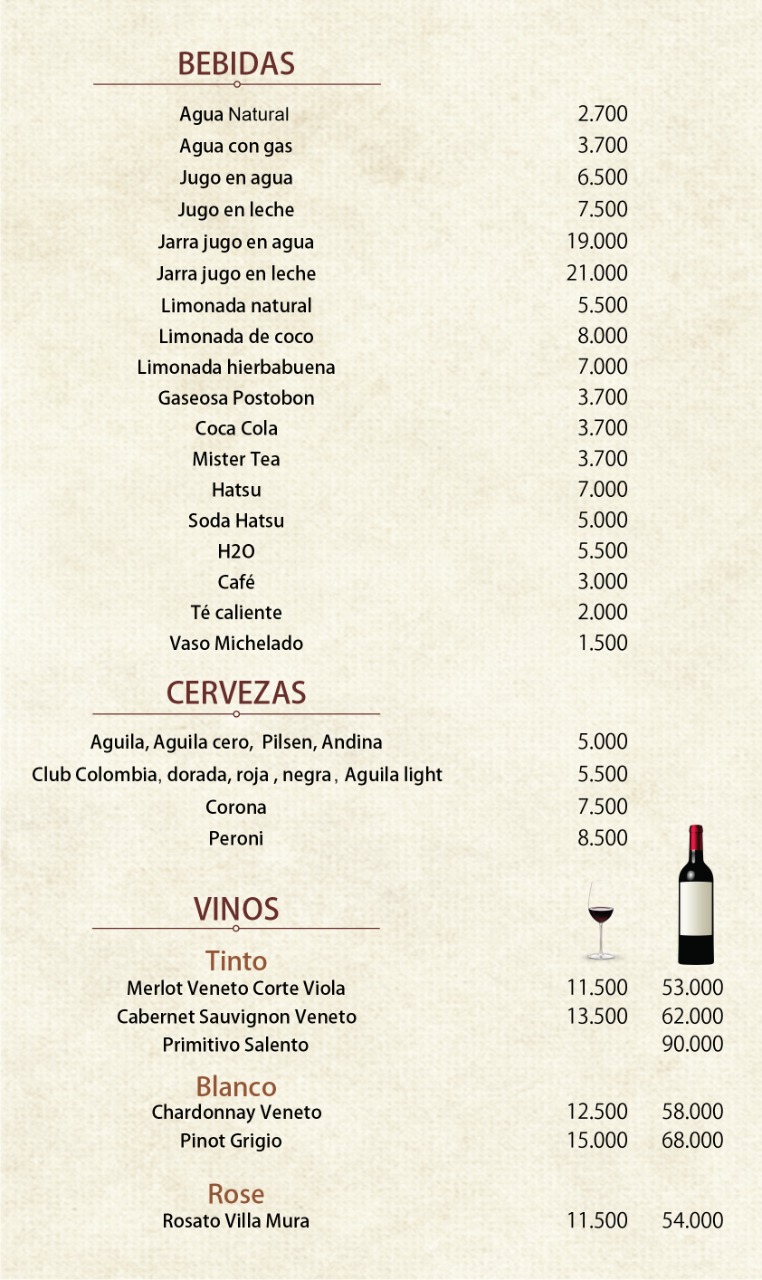 BEBIDAS
Agua Natural 2.700
Agua con gas 3.700
Jugo en agua 6.500
Jugo en leche 7.500
Jarra jugo en agua 19.000
Jarra jugo en leche 21.000
Limonada natural 5.500
Limonada de coco 8.000
Limonada hierbabuena 7.000
Gaseosa Postobon 3.700
Coca Cola 3.700
Mister Tea 3.700
Hatsu 7.000
Soda Hatsu 5.000
H2O 5.500
Café 3.000
Té caliente 2.000
Vaso Michelado 1.500
CERVEZAS
Aguila, Aguila cero, Pilsen, Andina 5.000
Club Colombia, dorada, roja , negra , Aguila light 5.500
Corona 7.500
Peroni 8.500
VINOS
Tinto
Merlot Veneto Corte Viola 11.500 53.000
Cabernet Sauvignon Veneto 13.500 62.000
Primitivo Salento 90.000
Blanco
Chardonnay Veneto 12.500 58.000
Pinot Grigio 15.000 68.000
Rose
Rosato Villa Mura 11.500 54.000